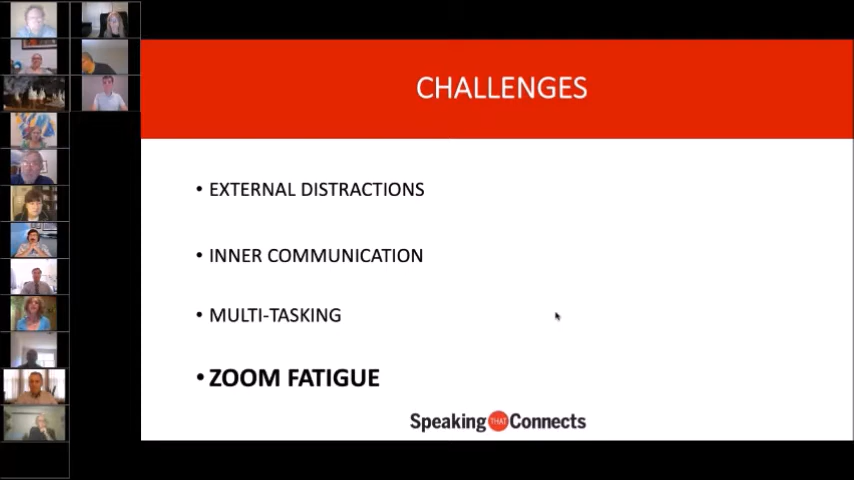 CHALLENGES
• EXTERNAL DISTRACTIONS
• INNER COMMUNICATION
• MULTI-TASKING
• ZOOM FATIGUE
Speaking THAT Connects